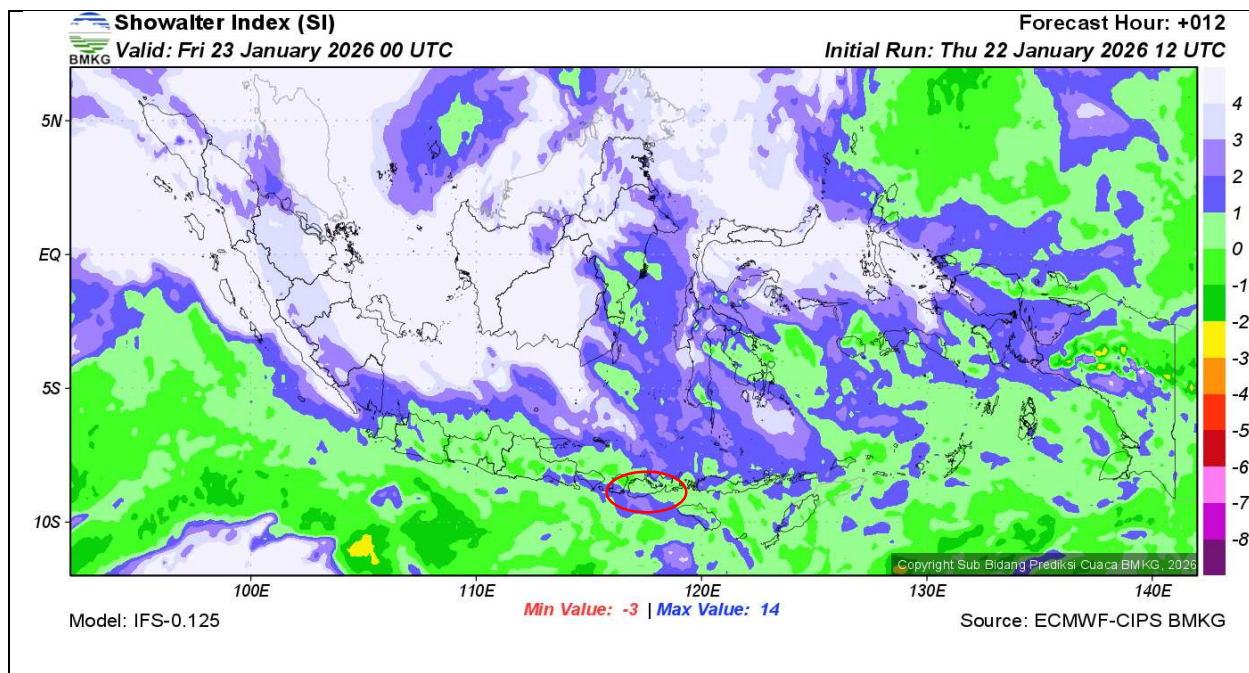 Showalter Index (SI)
Forecast Hour: +012
Valid: Fri 23 January 2026 00 UTC
Initial Run: Thu 22 January 2026 12 UTC
BMKG
5N
EQ
5S
10S
100E
110E
120E
130E
140E
4
3
2
1
0
-1
-2
-3
-4
-5
-6
-7
-8
Copyright Sub Bidang Prediksi Cuaca BMKG, 2026
Min Value: -3 | Max Value: 14
Model: IFS-0.125
Source: ECMWF-CIPS BMKG